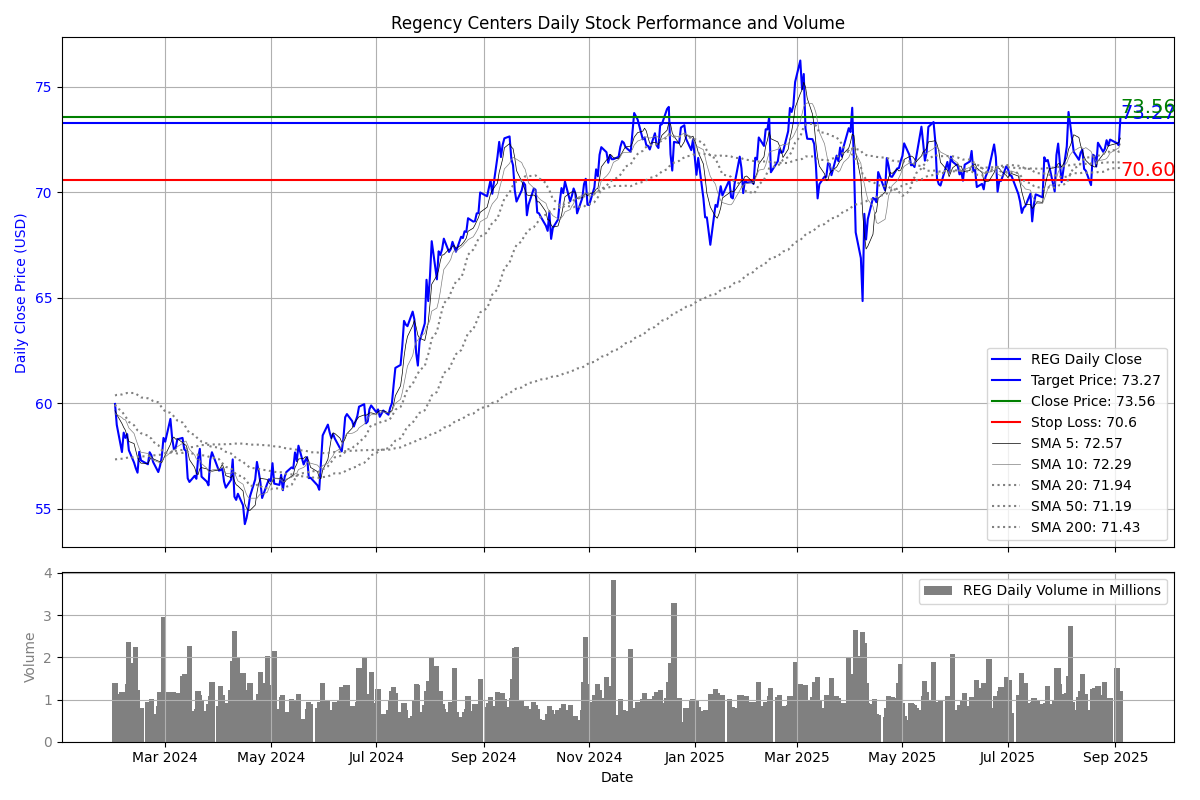 Regency Centers Daily Stock Performance and Volume
Daily Close Price (USD)
75
70
65
60
55
73.56
73.27
70.60
REG Daily Close
Target Price: 73.27
Close Price: 73.56
Stop Loss: 70.6
SMA 5: 72.57
SMA 10: 72.29
SMA 20: 71.94
SMA 50: 71.19
SMA 200: 71.43
Volume
4
3
2
1
0
REG Daily Volume in Millions
Mar 2024 May 2024 Jul 2024 Sep 2024 Nov 2024 Jan 2025 Mar 2025 May 2025 Jul 2025 Sep 2025
Date